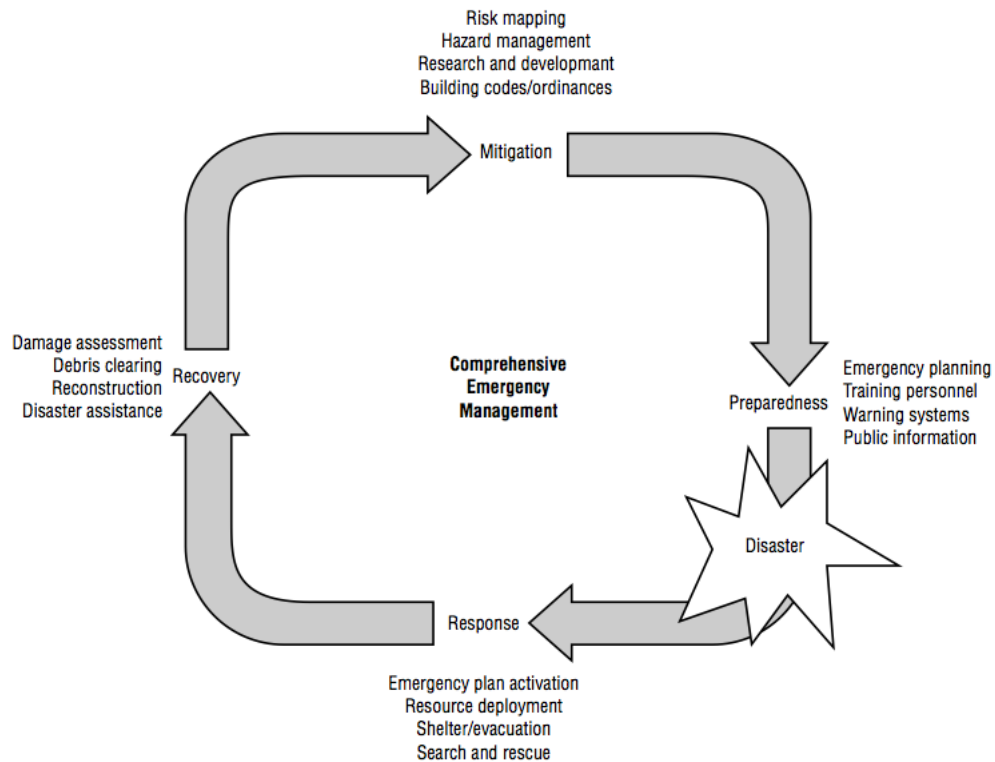 Risk mapping
Hazard management
Research and developmant
Building codes/ordinances
Mitigation
Damage assessment
Debris clearing
Reconstruction
Disaster assistance
Recovery
Comprehensive
Emergency
Management
Preparedness
Emergency planning
Training personnel
Warning systems
Public information
Disaster
Response
Emergency plan activation
Resource deployment
Shelter/evacuation
Search and rescue